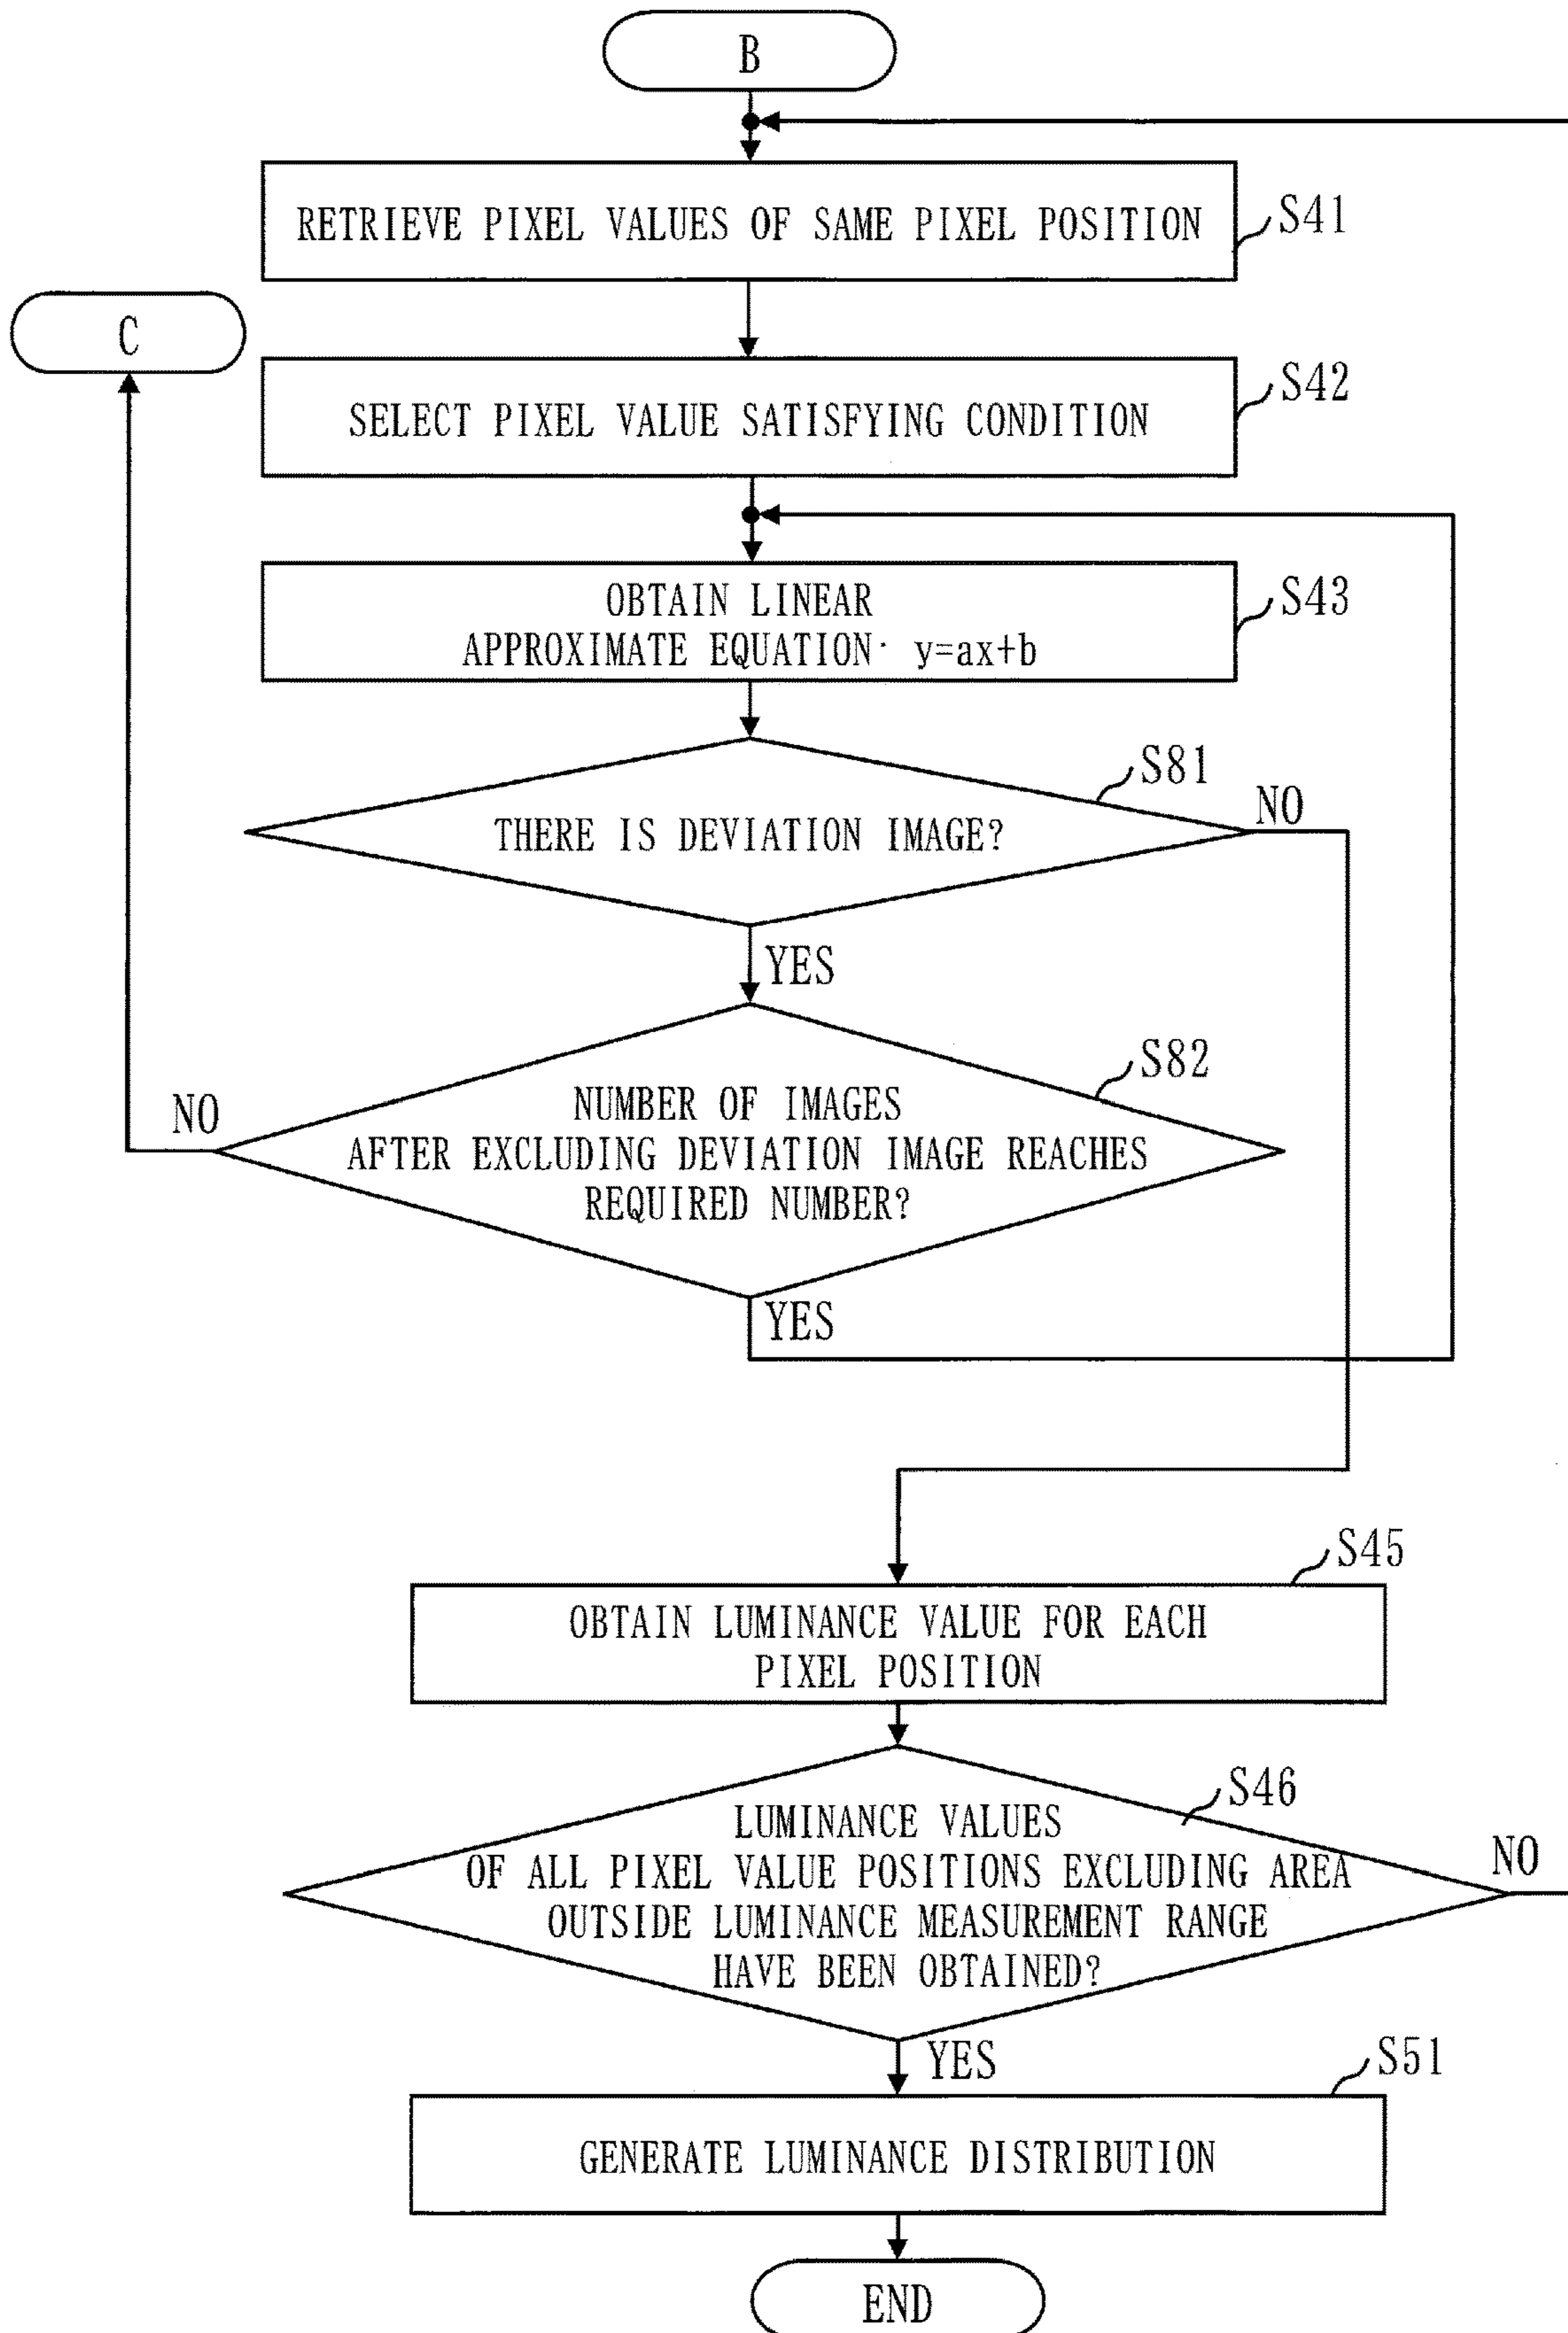 B
RETRIEVE PIXEL VALUES OF SAME PIXEL POSITION
S41
C
SELECT PIXEL VALUE SATISFYING CONDITION
S42
OBTAIN LINEAR
APPROXIMATE EQUATION y=ax+b
S43
S81
THERE IS DEVIATION IMAGE?
NO
YES
S82
NUMBER OF IMAGES
AFTER EXCLUDING DEVIATION IMAGE REACHES
REQUIRED NUMBER?
NO
YES
S45
OBTAIN LUMINANCE VALUE FOR EACH
PIXEL POSITION
S46
LUMINANCE VALUES
OF ALL PIXEL VALUE POSITIONS EXCLUDING AREA
OUTSIDE LUMINANCE MEASUREMENT RANGE
HAVE BEEN OBTAINED?
NO
YES
S51
GENERATE LUMINANCE DISTRIBUTION
END